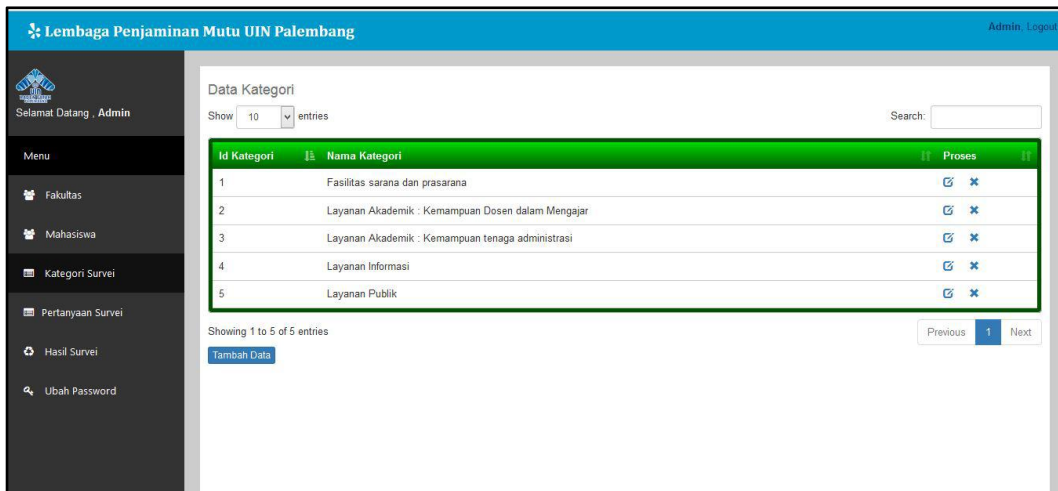 Lembaga Penjaminan Mutu UIN Palembang
Admin, Logout
UIN
Selamat Datang , Admin
Menu
Fakultas
Mahasiswa
Kategori Survei
Pertanyaan Survei
Hasil Survei
Ubah Password
Data Kategori
Show 10 entries
Search:
Id Kategori Nama Kategori Proses
1 Fasilitas sarana dan prasarana
2 Layanan Akademik : Kemampuan Dosen dalam Mengajar
3 Layanan Akademik : Kemampuan tenaga administrasi
4 Layanan Informasi
5 Layanan Publik
Showing 1 to 5 of 5 entries
Previous 1 Next
Tambah Data